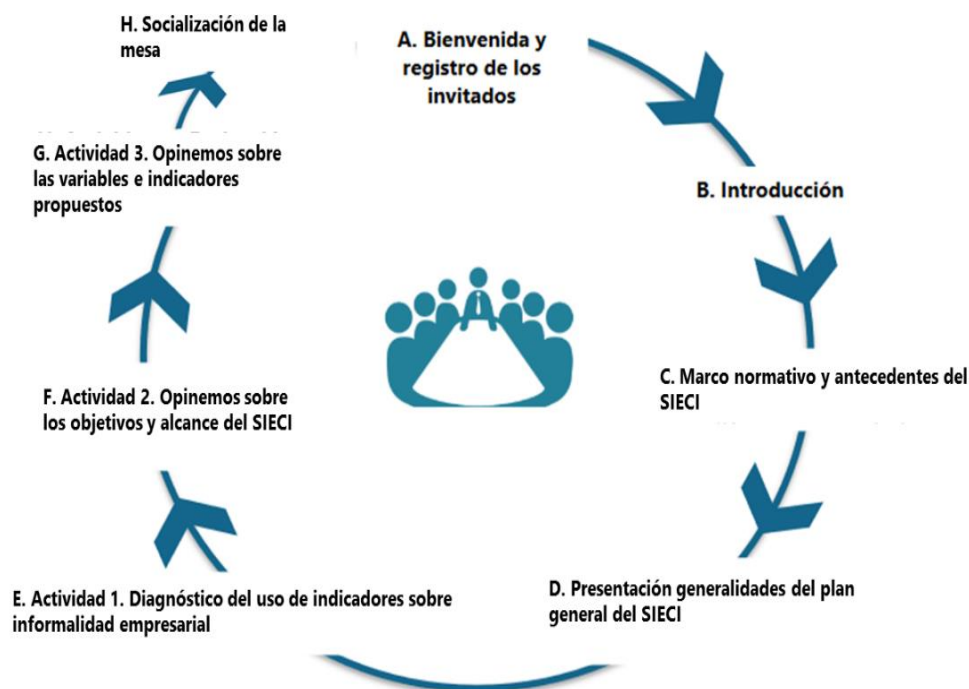 A. Bienvenida y
registro de los
invitados
B. Introducción
C. Marco normativo y antecedentes del
SIECI
D. Presentación generalidades del plan
general del SIECI
E. Actividad 1. Diagnóstico del uso de indicadores sobre
informalidad empresarial
F. Actividad 2. Opinemos sobre
los objetivos y alcance del SIECI
G. Actividad 3. Opinemos sobre
las variables e indicadores
propuestos
H. Socialización de la
mesa